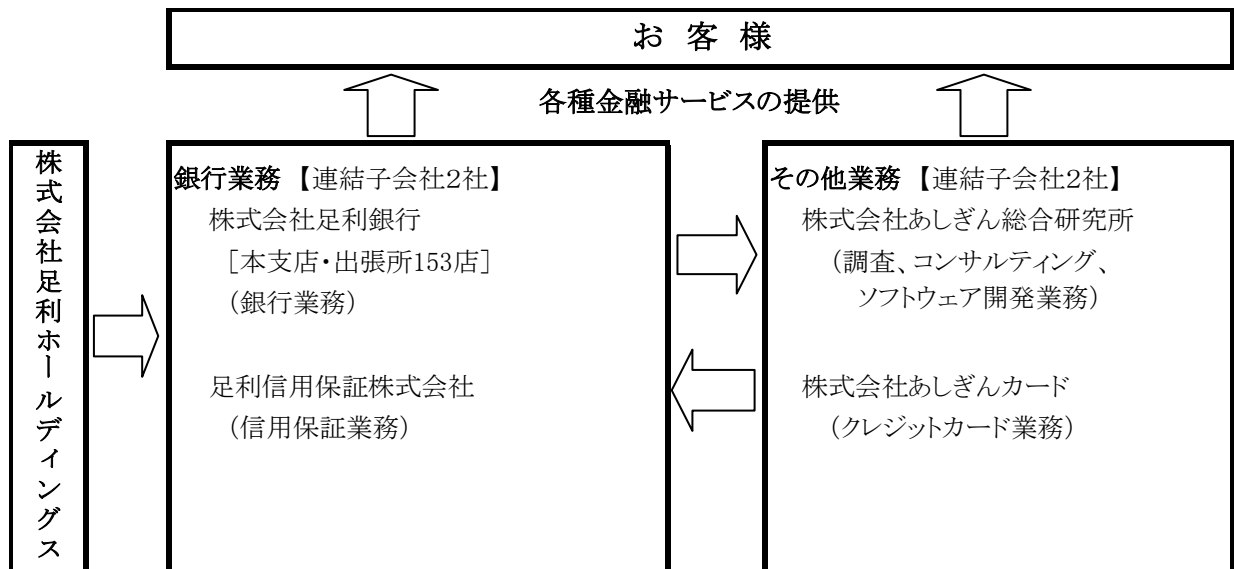 お客様
各種金融サービスの提供
株式会社足利ホールディングス
銀行業務 【連結子会社2社】
株式会社足利銀行
[本支店・出張所153店]
(銀行業務)
足利信用保証株式会社
(信用保証業務)
その他業務 【連結子会社2社】
株式会社あしぎん総合研究所
(調査、コンサルティング、
ソフトウェア開発業務)
株式会社あしぎんカード
(クレジットカード業務)